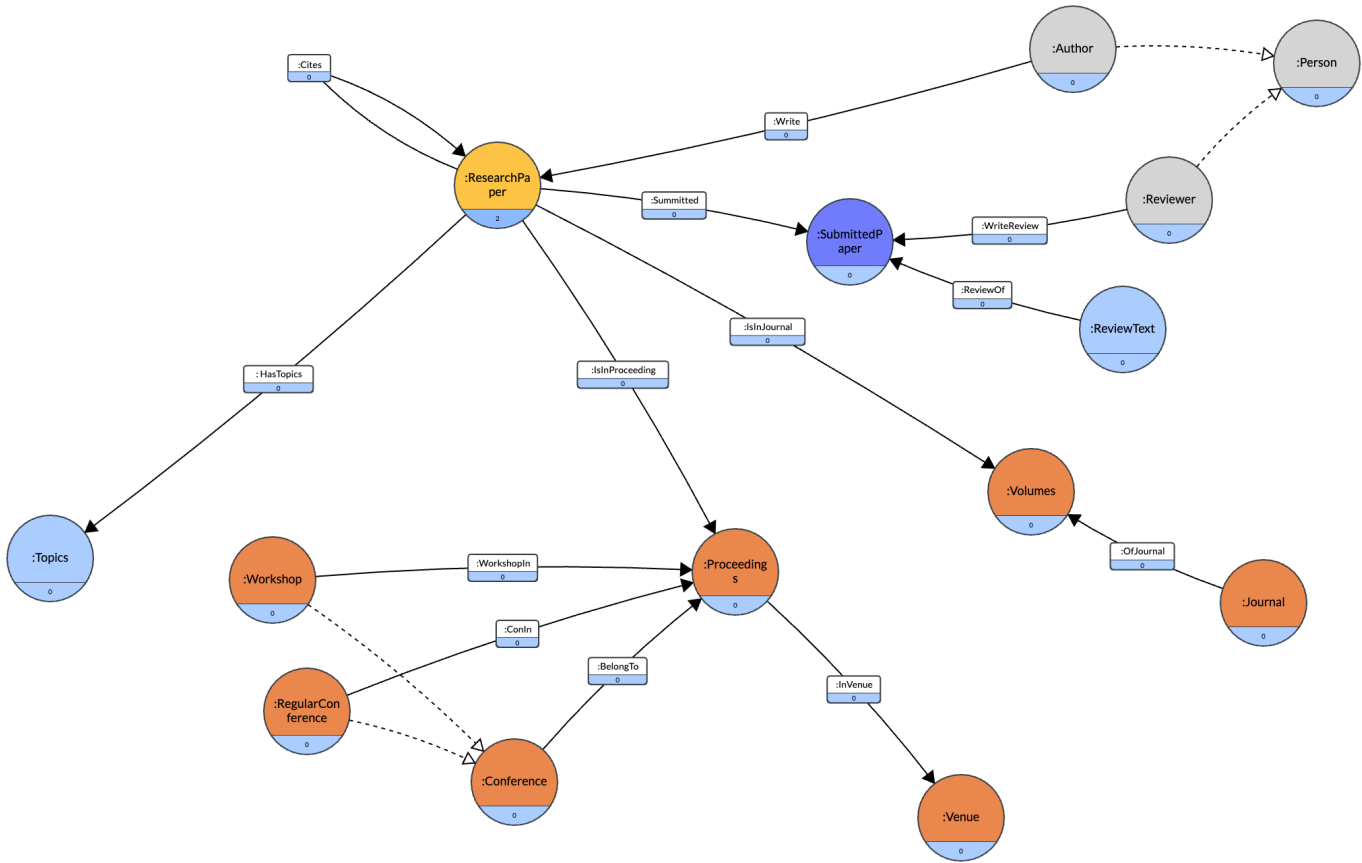 :Author
0
:Person
0
:Cites
0
:Write
0
:ResearchPa
per
2
:Summitted
0
:SubmittedP
aper
0
:Reviewer
0
:WriteReview
0
:ReviewOf
0
:ReviewText
0
:IsInJournal
0
: HasTopics
0
:IsInProceeding
0
:Volumes
0
:Topics
0
:Workshop
0
:WorkshopIn
0
:Proceeding
s
0
:OfJournal
0
:Journal
0
:ConIn
0
:BelongTo
0
:RegularCon
ference
0
:InVenue
0
:Conference
0
:Venue
0